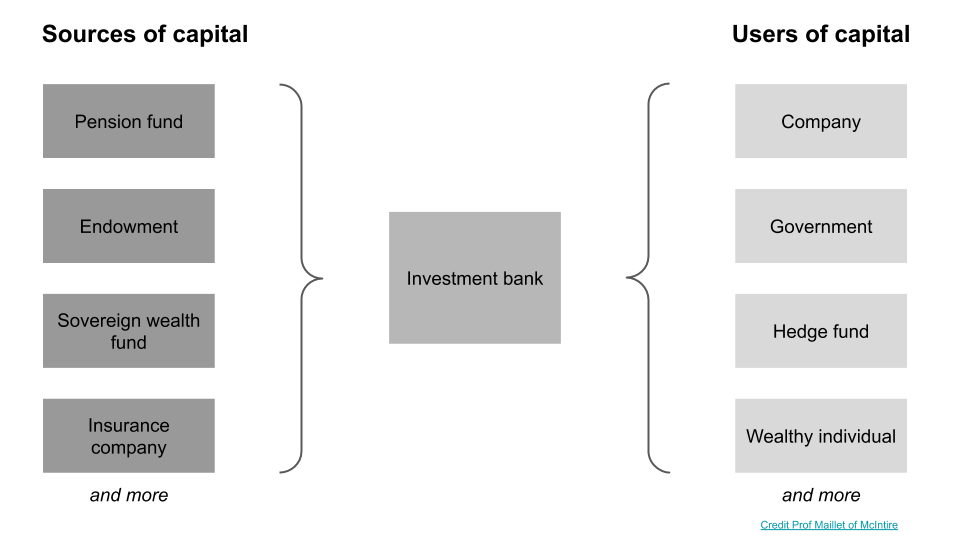 Sources of capital
Users of capital
Pension fund
Endowment
Sovereign wealth
fund
Insurance
company
and more
Investment bank
Company
Government
Hedge fund
Wealthy individual
and more
Credit Prof Maillet of McIntire